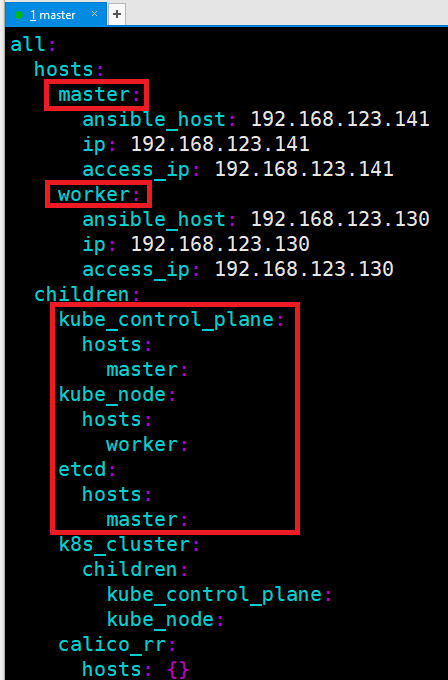 1 master × +
all:
  hosts:
    master:
      ansible_host: 192.168.123.141
      ip: 192.168.123.141
      access_ip: 192.168.123.141
    worker:
      ansible_host: 192.168.123.130
      ip: 192.168.123.130
      access_ip: 192.168.123.130
  children:
    kube_control_plane:
      hosts:
        master:
    kube_node:
      hosts:
        worker:
    etcd:
      hosts:
        master:
    k8s_cluster:
      children:
        kube_control_plane:
        kube_node:
    calico_rr:
      hosts: {}